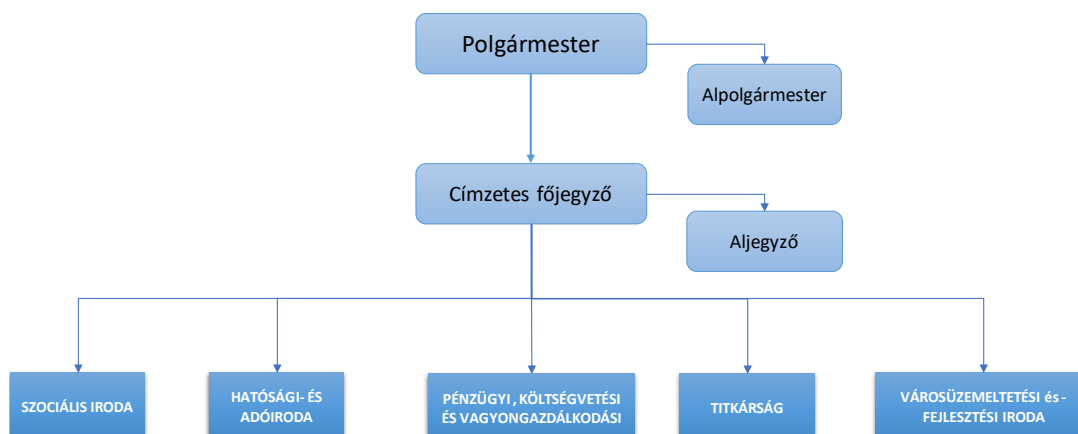 Polgármester
Alpolgármester
Címzetes főjegyző
Aljegyző
SZOCIÁLIS IRODA
HATÓSÁGI- ÉS
ADÓIRODA
PÉNZÜGYI , KÖLTSÉGVETÉSI
ÉS VAGYONGAZDÁLKODÁSI
TITKÁRSÁG
VÁROSÜZEMELTETÉSI és -
FEJLESZTÉSI IRODA